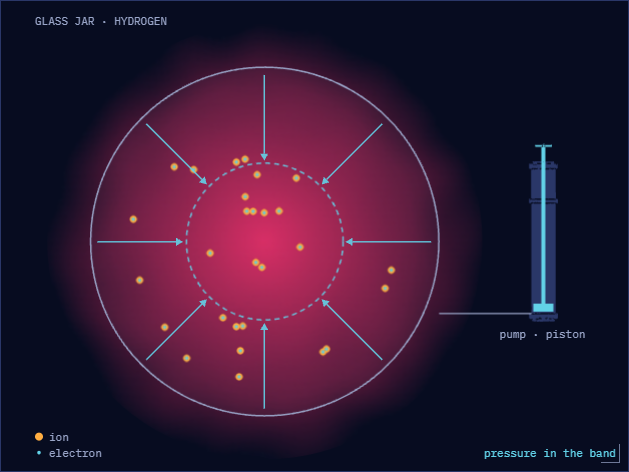 GLASS JAR · HYDROGEN
pump · piston
ion
electron
pressure in the band